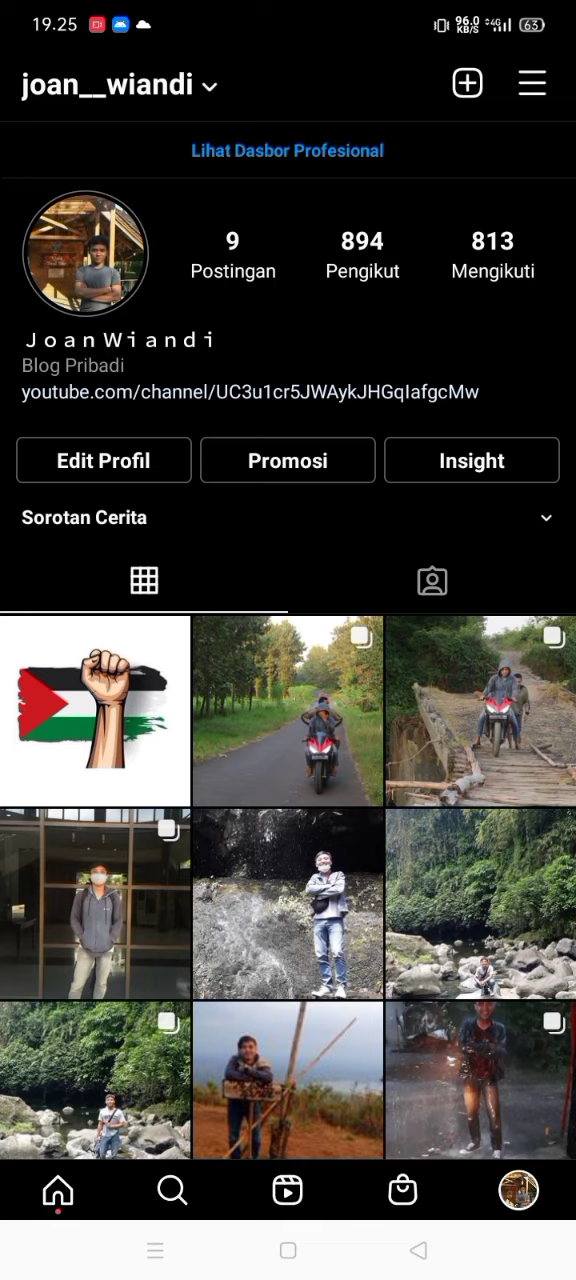 19.25 96.0 KB/S 4G 63
joan__wiandi
Lihat Dasbor Profesional
9 894 813
Postingan Pengikut Mengikuti
J o a n W i a n d i
Blog Pribadi
youtube.com/channel/UC3u1cr5JWAykJHGqIafgcMw
Edit Profil Promosi Insight
Sorotan Cerita